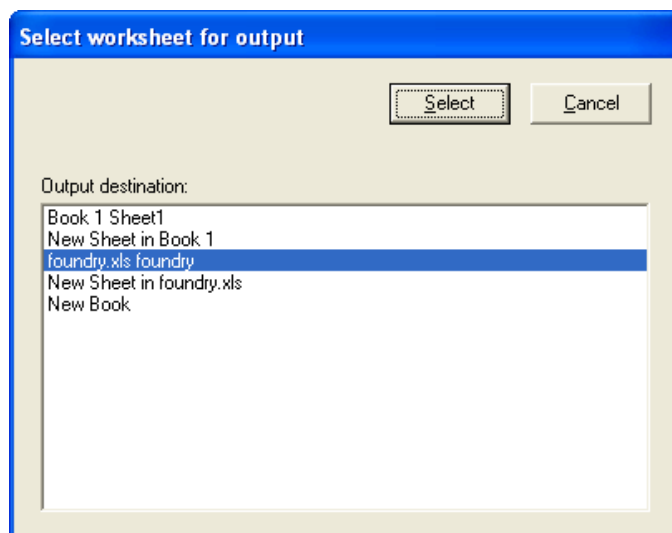 Select worksheet for output
Select Cancel
Output destination:
Book 1 Sheet1
New Sheet in Book 1
foundry.xls foundry
New Sheet in foundry.xls
New Book